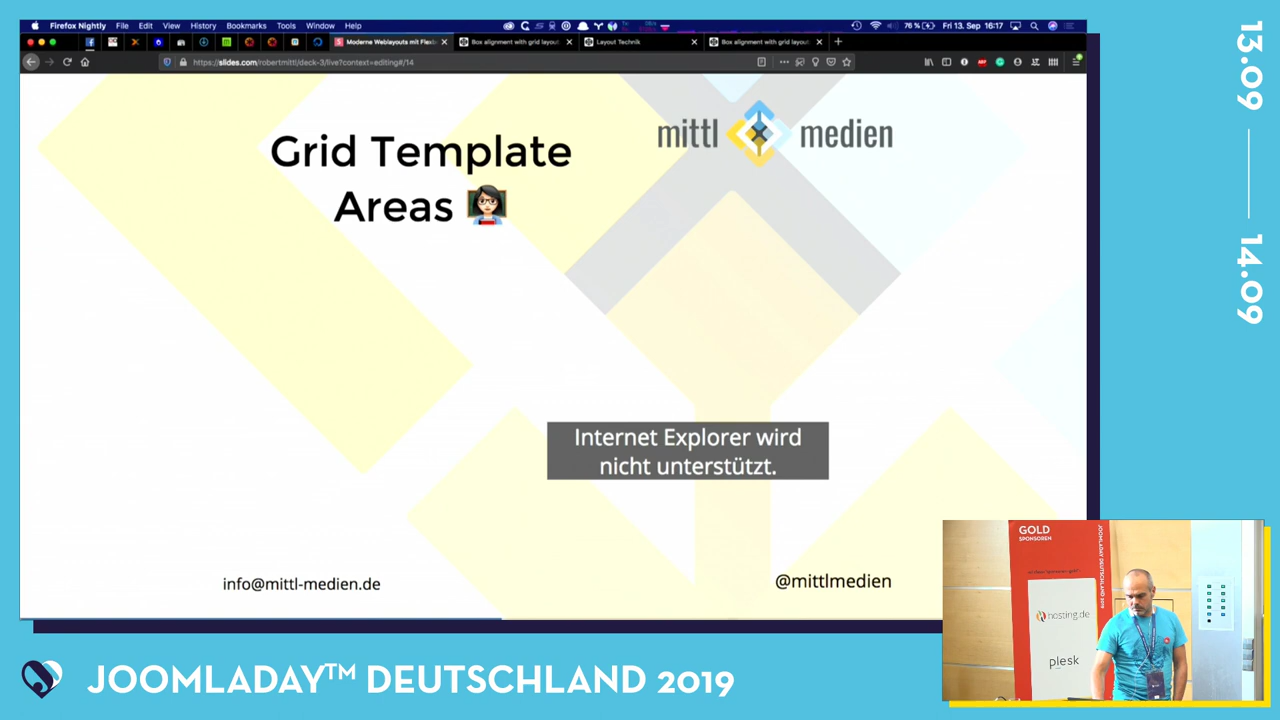 Firefox Nightly File Edit View History Bookmarks Tools Window Help
76 % Fri 13. Sep 16:17
Moderne Weblayouts mit Flexb
Box alignment with grid layout
Layout Technik
Box alignment with grid layout
https://slides.com/robertmittl/deck-3/live?context=editing#/14
Grid Template
Areas
mittl medien
Internet Explorer wird
nicht unterstützt.
info@mittl-medien.de
@mittlmedien
13.09
14.09
GOLD
SPONSOREN
JOOMLADAY DEUTSCHLAND 2019
hosting.de
plesk
JOOMLADAY™ DEUTSCHLAND 2019